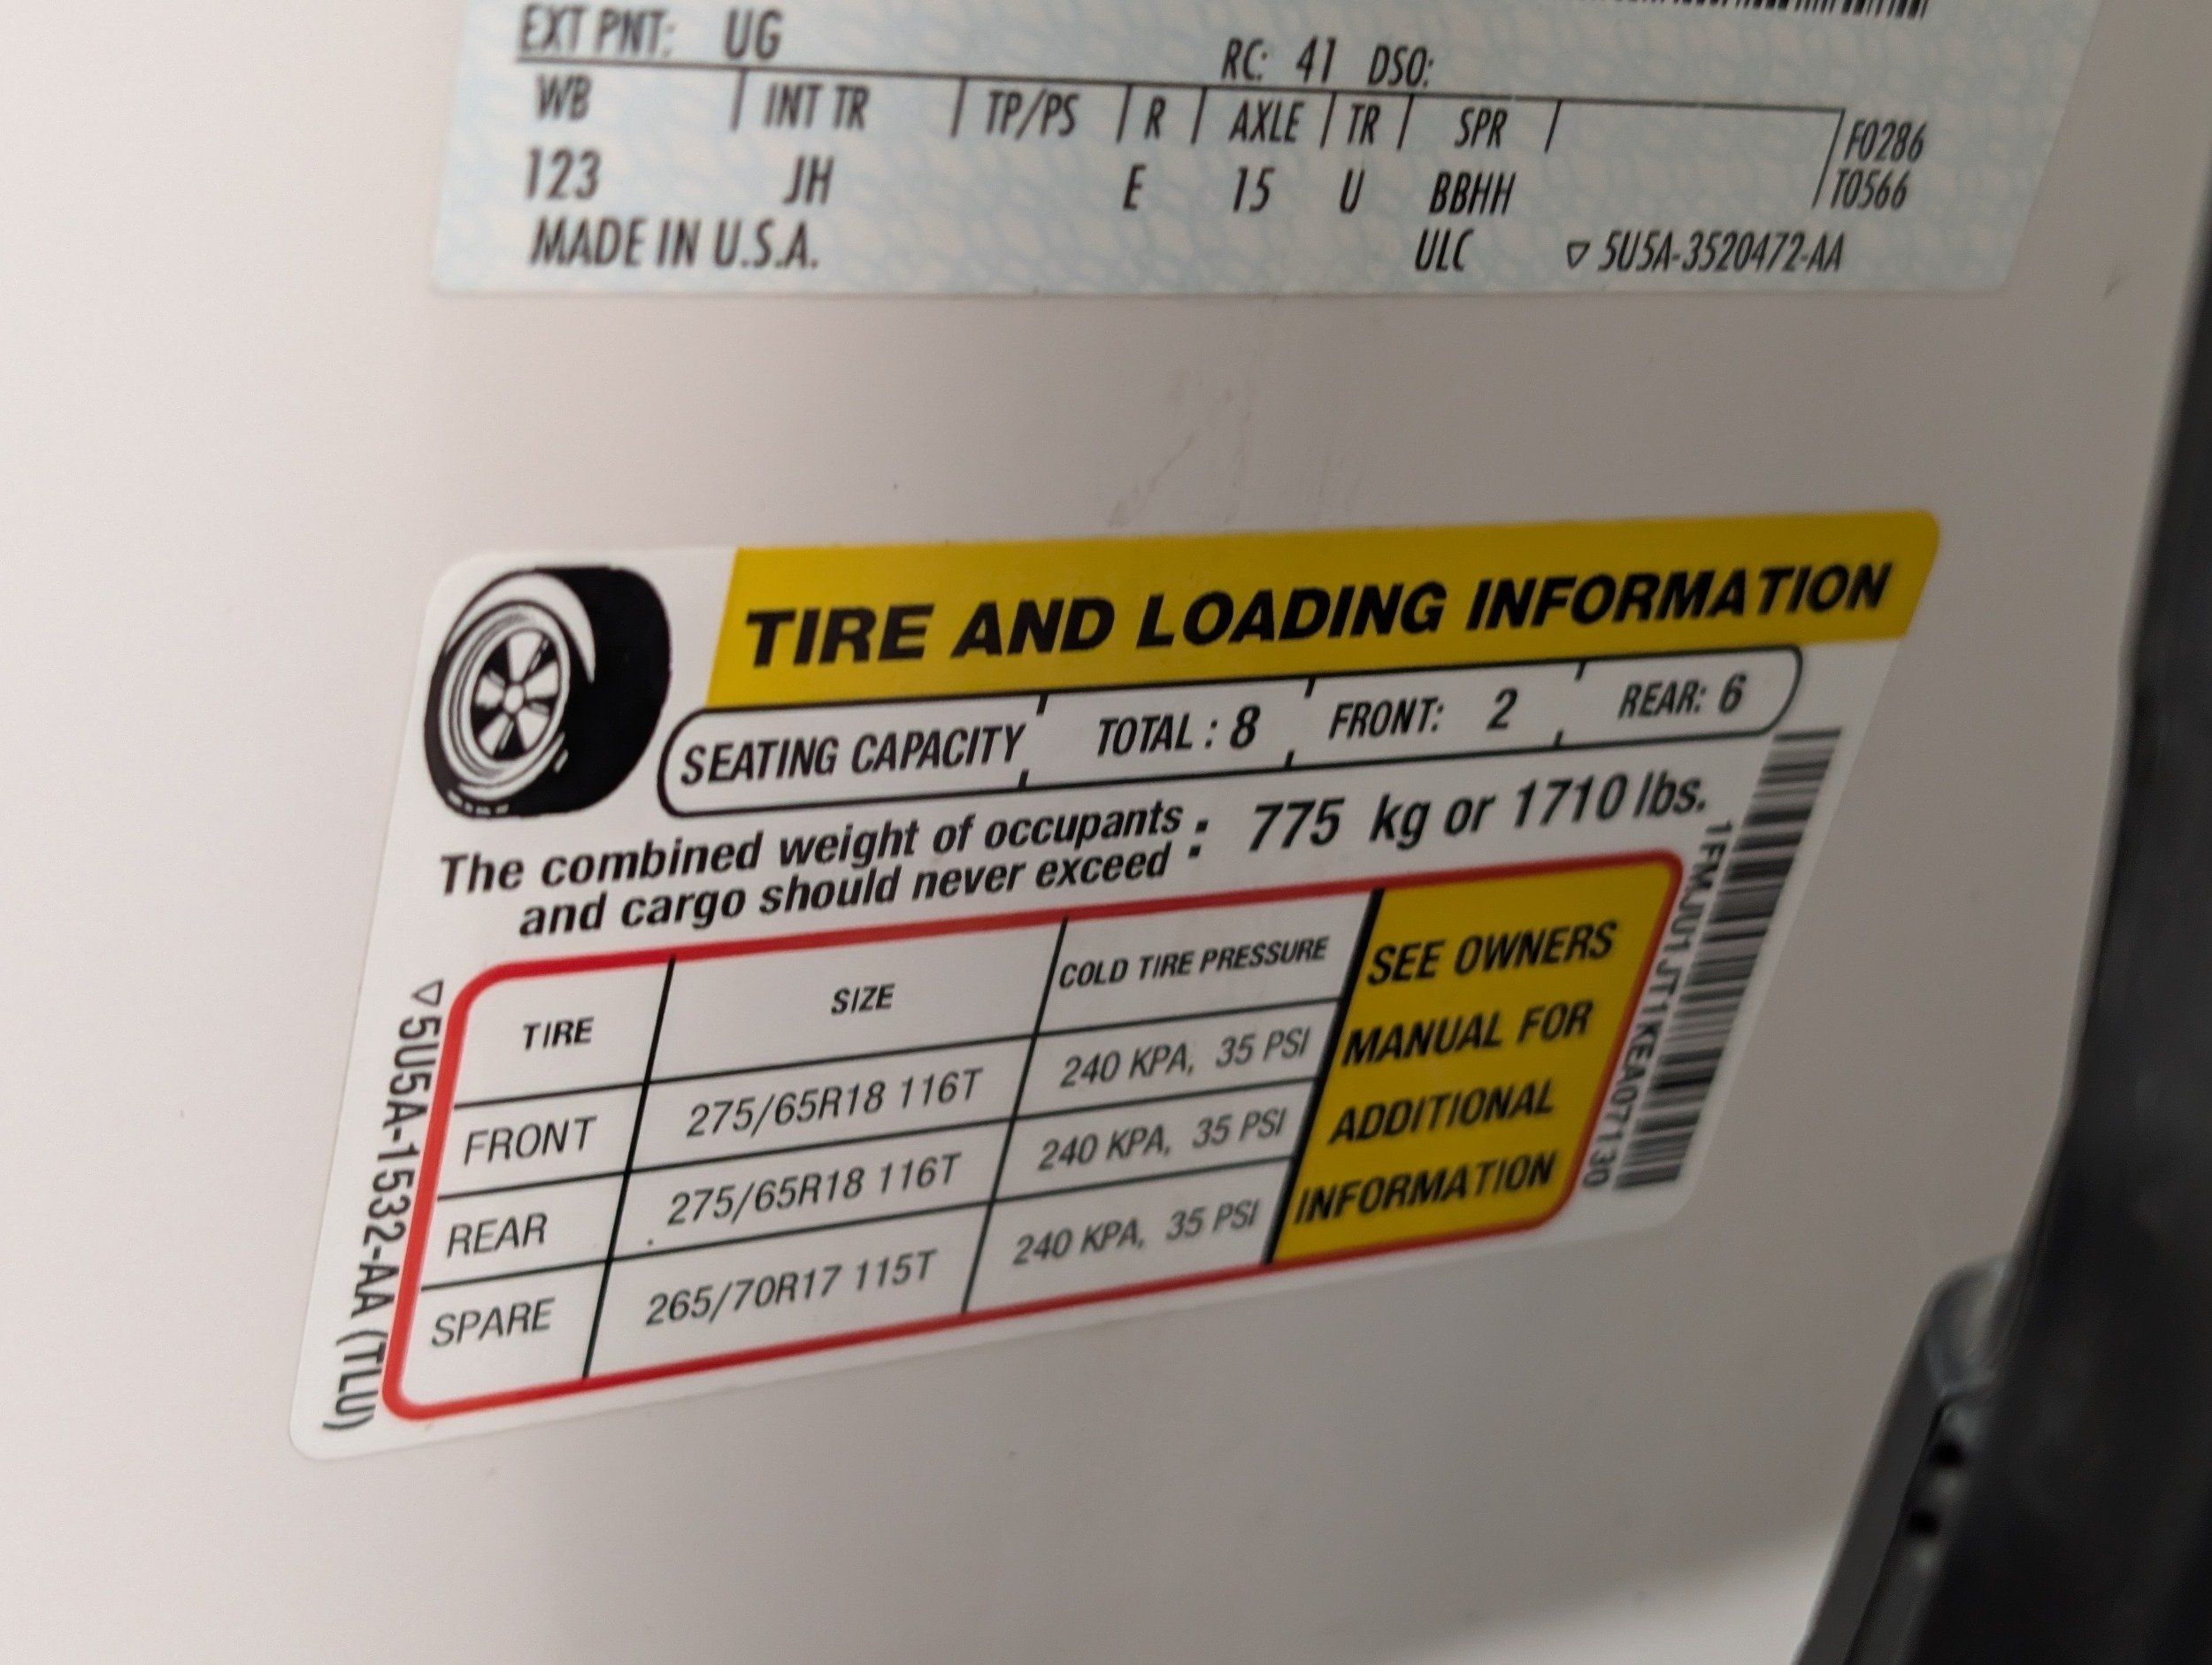 EXT PNT: UG
RC: 41 DSO:
WB INT TR TP/PS R AXLE TR SPR F0286
123 JH E 15 U BBHH T0566
MADE IN U.S.A. ULC ▽ 5U5A-3520472-AA
TIRE AND LOADING INFORMATION
SEATING CAPACITY TOTAL : 8 FRONT: 2 REAR: 6
The combined weight of occupants
and cargo should never exceed : 775 kg or 1710 lbs.
TIRE SIZE COLD TIRE PRESSURE
FRONT 275/65R18 116T 240 KPA, 35 PSI
REAR 275/65R18 116T 240 KPA, 35 PSI
SPARE 265/70R17 115T 240 KPA, 35 PSI
SEE OWNERS
MANUAL FOR
ADDITIONAL
INFORMATION
1FMJU1JT1KEA07130
▽5U5A-1532-AA (TLU)